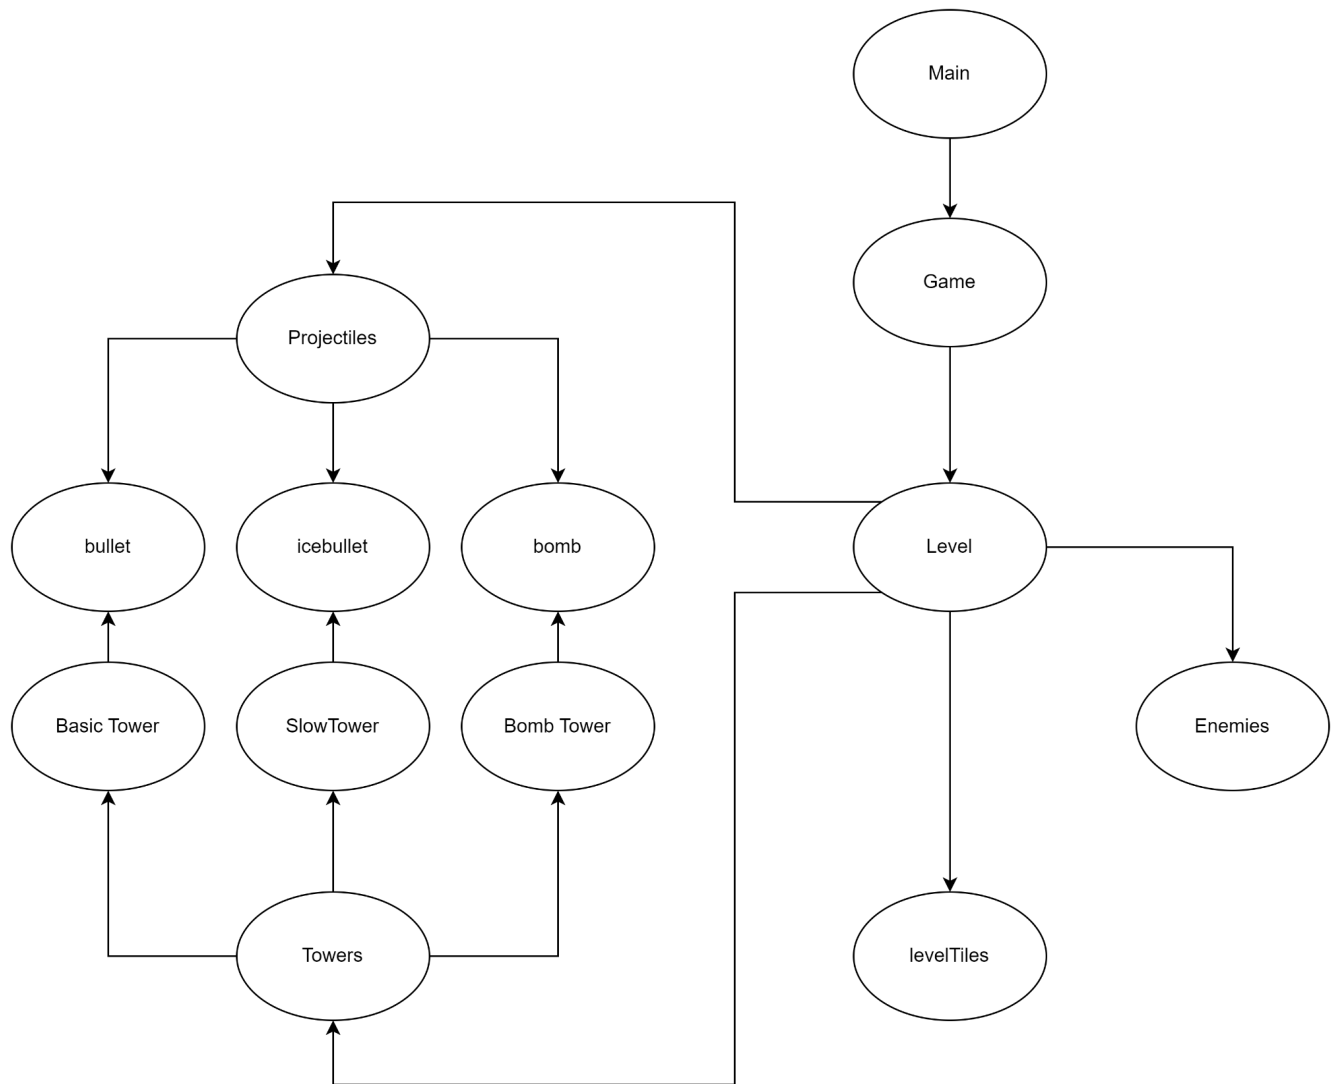 Main
Game
Projectiles
bullet
icebullet
bomb
Level
Basic Tower
SlowTower
Bomb Tower
Enemies
Towers
levelTiles